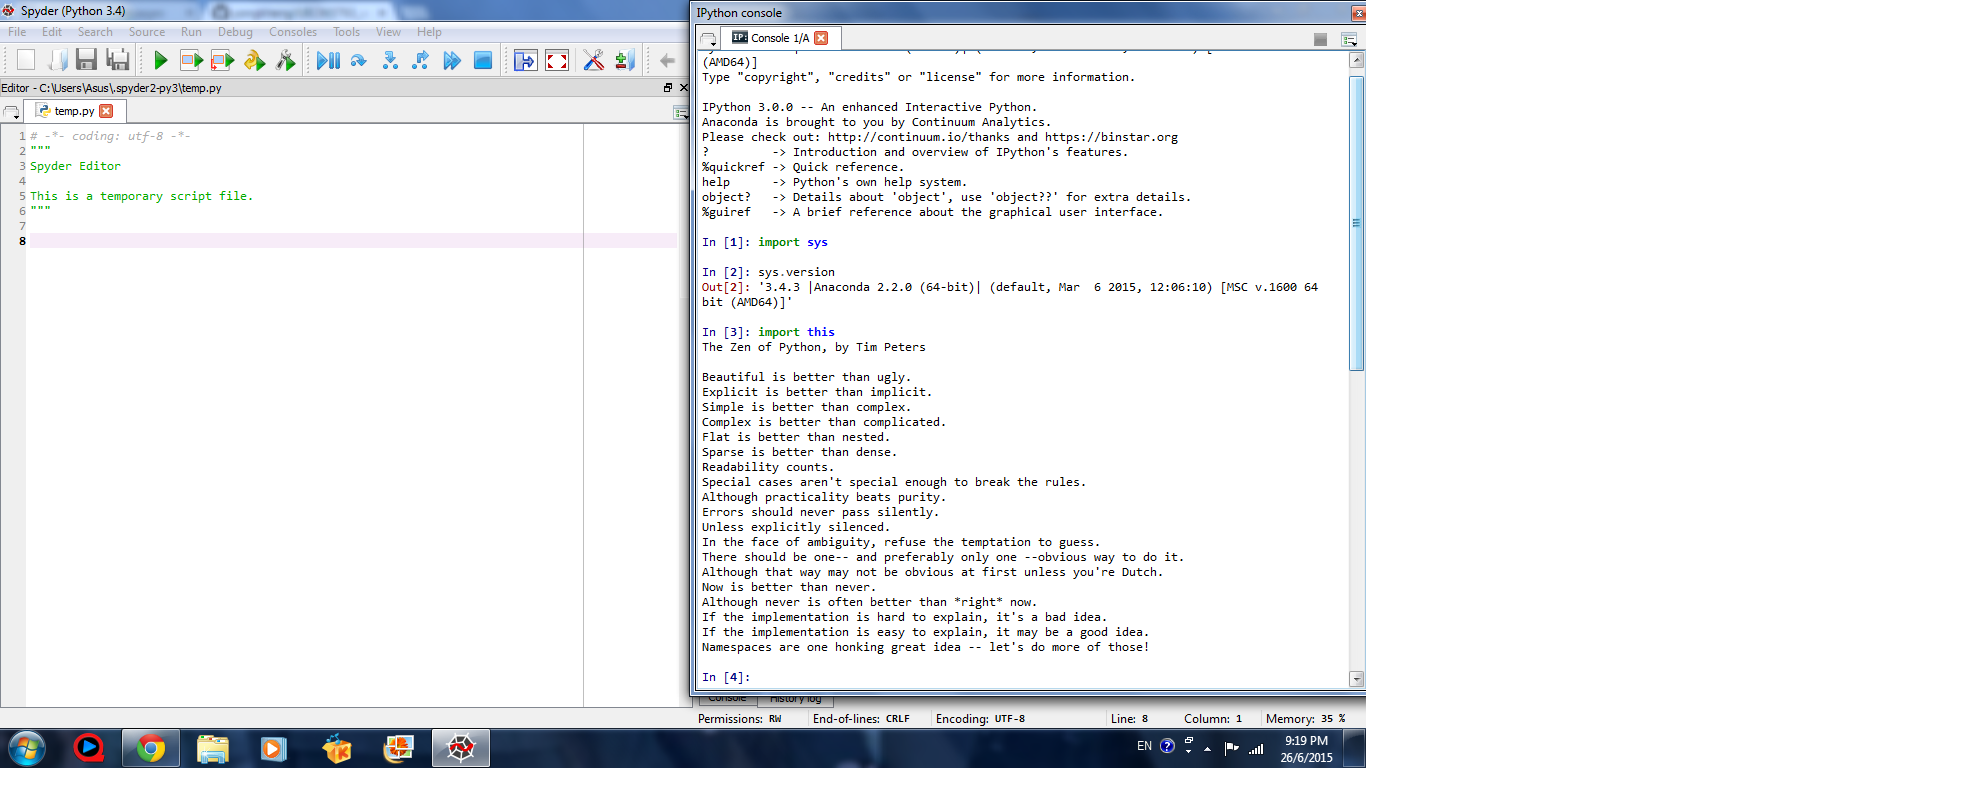 Spyder (Python 3.4)
File Edit Search Source Run Debug Consoles Tools View Help
Editor - C:\Users\Asus\.spyder2-py3\temp.py
temp.py
1 # -*- coding: utf-8 -*-
2 """
3 Spyder Editor
4
5 This is a temporary script file.
6 """
7
8
IPython console
IP: Console 1/A
(AMD64)]
Type "copyright", "credits" or "license" for more information.
IPython 3.0.0 -- An enhanced Interactive Python.
Anaconda is brought to you by Continuum Analytics.
Please check out: http://continuum.io/thanks and https://binstar.org
?         -> Introduction and overview of IPython's features.
%quickref -> Quick reference.
help      -> Python's own help system.
object?   -> Details about 'object', use 'object??' for extra details.
%guiref   -> A brief reference about the graphical user interface.
In [1]: import sys
In [2]: sys.version
Out[2]: '3.4.3 |Anaconda 2.2.0 (64-bit)| (default, Mar  6 2015, 12:06:10) [MSC v.1600 64
bit (AMD64)]'
In [3]: import this
The Zen of Python, by Tim Peters
Beautiful is better than ugly.
Explicit is better than implicit.
Simple is better than complex.
Complex is better than complicated.
Flat is better than nested.
Sparse is better than dense.
Readability counts.
Special cases aren't special enough to break the rules.
Although practicality beats purity.
Errors should never pass silently.
Unless explicitly silenced.
In the face of ambiguity, refuse the temptation to guess.
There should be one-- and preferably only one --obvious way to do it.
Although that way may not be obvious at first unless you're Dutch.
Now is better than never.
Although never is often better than *right* now.
If the implementation is hard to explain, it's a bad idea.
If the implementation is easy to explain, it may be a good idea.
Namespaces are one honking great idea -- let's do more of those!
In [4]:
Console History log
Permissions: RW End-of-lines: CRLF Encoding: UTF-8 Line: 8 Column: 1 Memory: 35 %
EN
9:19 PM
26/6/2015